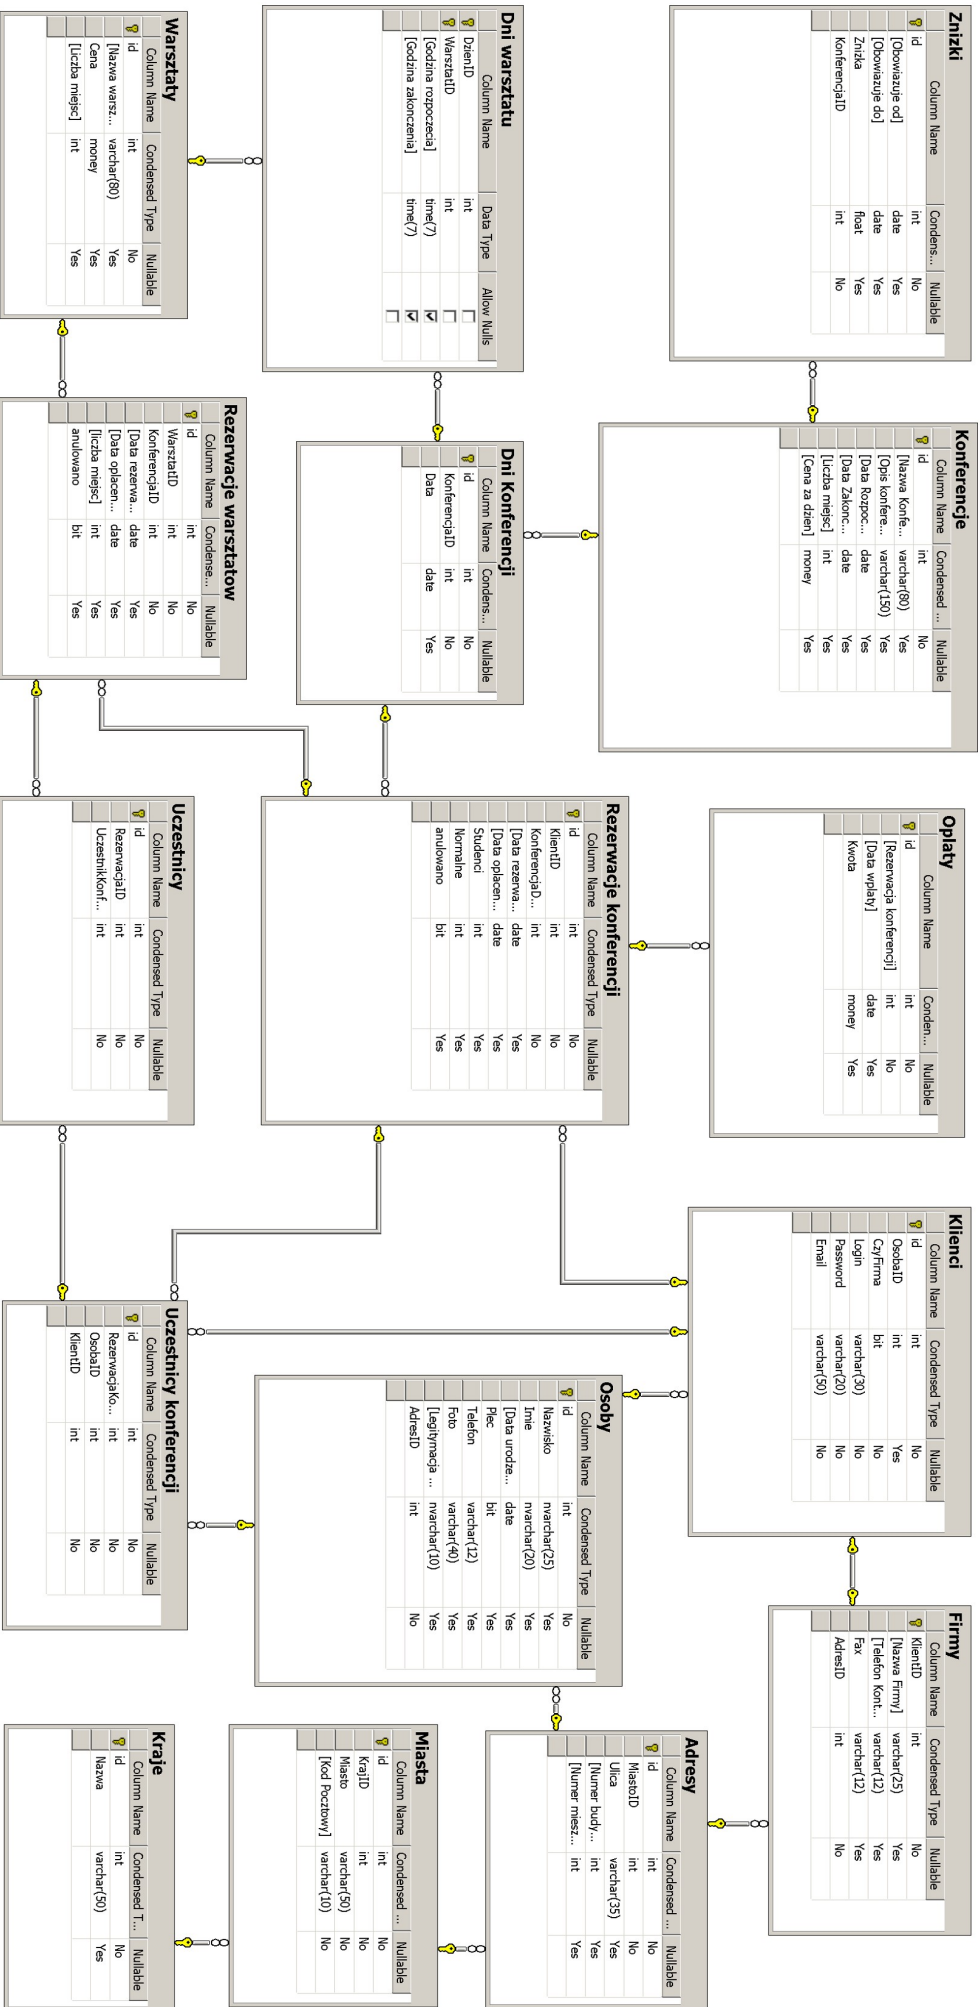 Znizki
Column Name Condens... Nullable
id int No
[Obowiazuje od] date Yes
[Obowiazuje do] date Yes
Znizka float Yes
KonferencjaID int No
Konferencje
Column Name Condensed ... Nullable
id int No
[Nazwa Konfe... varchar(80) Yes
[Opis konfere... varchar(150) Yes
[Data Rozpoc... date Yes
[Data Zakonc... date Yes
[Liczba miejsc] int Yes
[Cena za dzien] money Yes
Oplaty
Column Name Conden... Nullable
id int No
[Rezerwacja konferencji] int No
[Data wplaty] date Yes
Kwota money Yes
Klienci
Column Name Condensed Type Nullable
id int No
OsobaID int Yes
CzyFirma bit No
Login varchar(30) No
Password varchar(20) No
Email varchar(50) No
Firmy
Column Name Condensed Type Nullable
KlientID int No
[Nazwa Firmy] varchar(25) Yes
[Telefon Kont... varchar(12) Yes
Fax varchar(12) Yes
AdresID int No
Dni warsztatu
Column Name Data Type Allow Nulls
DzienID int
WarsztatID int
[Godzina rozpoczecia] time(7)
[Godzina zakonczenia] time(7)
Dni Konferencji
Column Name Condens... Nullable
id int No
KonferencjaID int No
Data date Yes
Rezerwacje konferencji
Column Name Condensed Type Nullable
id int No
KlientID int No
KonferencjaD... int No
[Data rezerwa... date Yes
[Data oplacen... date Yes
Studenci int Yes
Normalne int Yes
anulowano bit Yes
Osoby
Column Name Condensed Type Nullable
id int No
Nazwisko nvarchar(25) Yes
Imie nvarchar(20) Yes
[Data urodze... date Yes
Plec bit Yes
Telefon varchar(12) Yes
Foto varchar(40) Yes
[Legitymacja ... nvarchar(10) Yes
AdresID int No
Adresy
Column Name Condensed ... Nullable
id int No
MiastoID int No
Ulica varchar(35) Yes
[Numer budy... int Yes
[Numer miesz... int Yes
Warsztaty
Column Name Condensed Type Nullable
id int No
[Nazwa warsz... varchar(80) Yes
Cena money Yes
[Liczba miejsc] int Yes
Rezerwacje warsztatow
Column Name Condense... Nullable
id int No
WarsztatID int No
KonferencjaID int No
[Data rezerwa... date Yes
[Data oplacen... date Yes
[liczba miejsc] int Yes
anulowano bit Yes
Uczestnicy
Column Name Condensed Type Nullable
id int No
RezerwacjaID int No
UczestnikKonf... int No
Uczestnicy konferencji
Column Name Condensed Type Nullable
id int No
RezerwacjaKo... int No
OsobaID int No
KlientID int No
Miasta
Column Name Condensed ... Nullable
id int No
KrajID int No
Miasto varchar(50) No
[Kod Pocztowy] varchar(10) No
Kraje
Column Name Condensed T... Nullable
id int No
Nazwa varchar(50) Yes